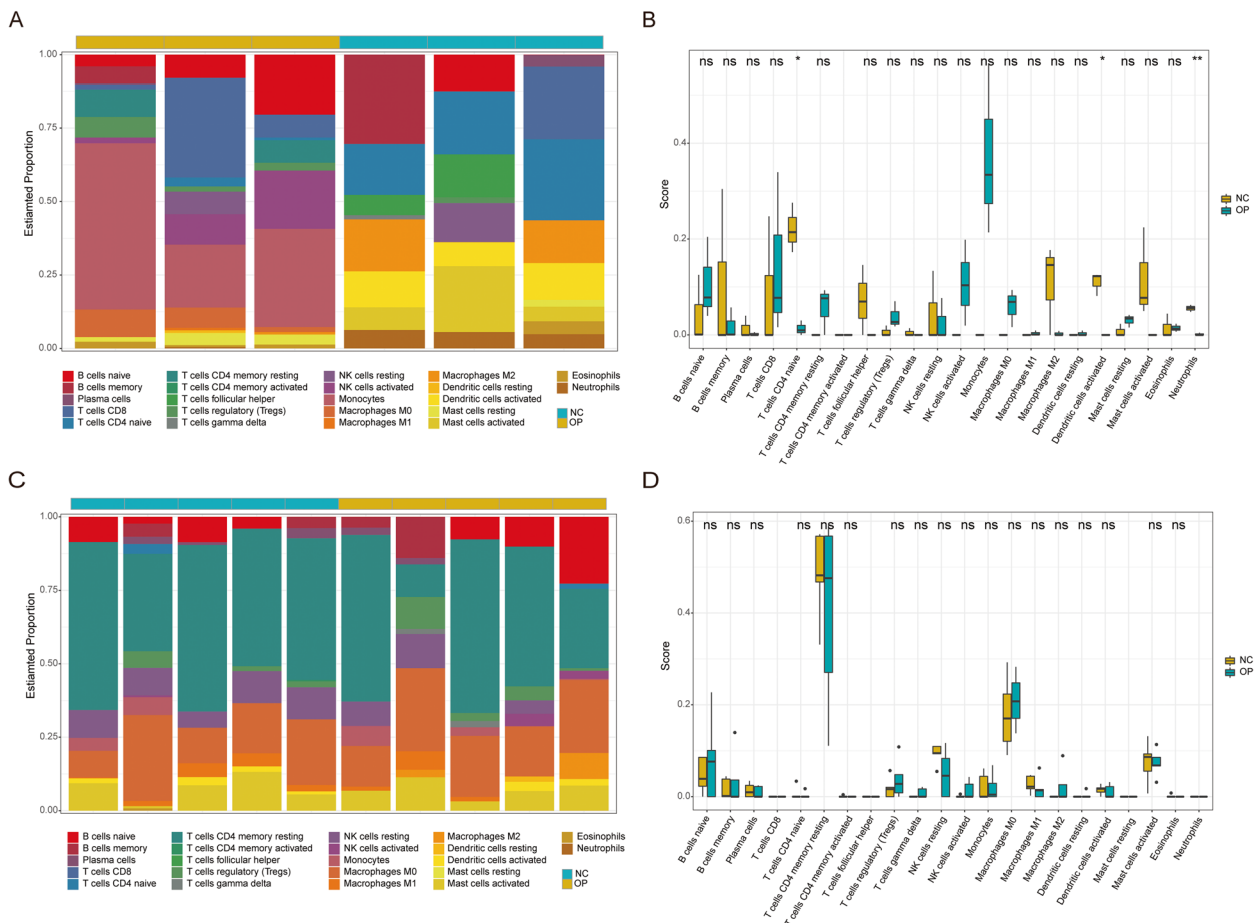 A
Estiamted Proportion
1.00
0.75
0.50
0.25
0.00
B cells naive
B cells memory
Plasma cells
T cells CD8
T cells CD4 naive
T cells CD4 memory resting
T cells CD4 memory activated
T cells follicular helper
T cells regulatory (Tregs)
T cells gamma delta
NK cells resting
NK cells activated
Monocytes
Macrophages M0
Macrophages M1
Macrophages M2
Dendritic cells resting
Dendritic cells activated
Mast cells resting
Mast cells activated
Eosinophils
Neutrophils
NC
OP
B
Score
0.4
0.2
0.0
ns ns ns ns * ns ns ns ns ns ns ns ns ns ns ns * ns ns ns **
B cells naive
B cells memory
Plasma cells
T cells CD8
T cells CD4 naive
T cells CD4 memory resting
T cells CD4 memory activated
T cells follicular helper
T cells regulatory (Tregs)
T cells gamma delta
NK cells resting
NK cells activated
Monocytes
Macrophages M0
Macrophages M1
Macrophages M2
Dendritic cells resting
Dendritic cells activated
Mast cells resting
Mast cells activated
Eosinophils
Neutrophils
NC
OP
C
Estiamted Proportion
1.00
0.75
0.50
0.25
0.00
B cells naive
B cells memory
Plasma cells
T cells CD8
T cells CD4 naive
T cells CD4 memory resting
T cells CD4 memory activated
T cells follicular helper
T cells regulatory (Tregs)
T cells gamma delta
NK cells resting
NK cells activated
Monocytes
Macrophages M0
Macrophages M1
Macrophages M2
Dendritic cells resting
Dendritic cells activated
Mast cells resting
Mast cells activated
Eosinophils
Neutrophils
NC
OP
D
Score
0.6
0.4
0.2
0.0
ns ns ns ns ns ns ns ns ns ns ns ns ns ns ns ns ns
B cells naive
B cells memory
Plasma cells
T cells CD8
T cells CD4 naive
T cells CD4 memory resting
T cells CD4 memory activated
T cells follicular helper
T cells regulatory (Tregs)
T cells gamma delta
NK cells resting
NK cells activated
Monocytes
Macrophages M0
Macrophages M1
Macrophages M2
Dendritic cells resting
Dendritic cells activated
Mast cells resting
Mast cells activated
Eosinophils
Neutrophils
NC
OP